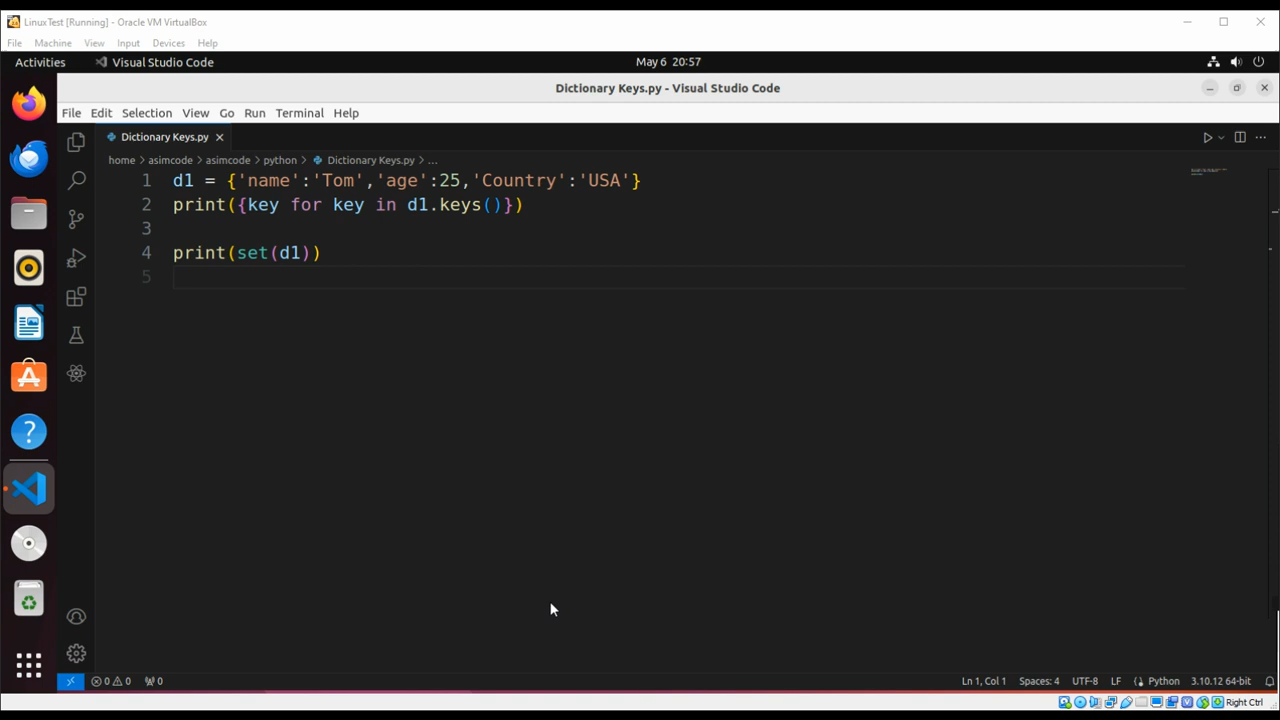 LinuxTest [Running] - Oracle VM VirtualBox
File Machine View Input Devices Help
Activities Visual Studio Code May 6 20:57
Dictionary Keys.py - Visual Studio Code
File Edit Selection View Go Run Terminal Help
Dictionary Keys.py
home > asimcode > asimcode > python > Dictionary Keys.py > ...
1 d1 = {'name':'Tom','age':25,'Country':'USA'}
2 print({key for key in d1.keys()})
3
4 print(set(d1))
5
0 0 0 Ln 1, Col 1 Spaces: 4 UTF-8 LF Python 3.10.12 64-bit
Right Ctrl